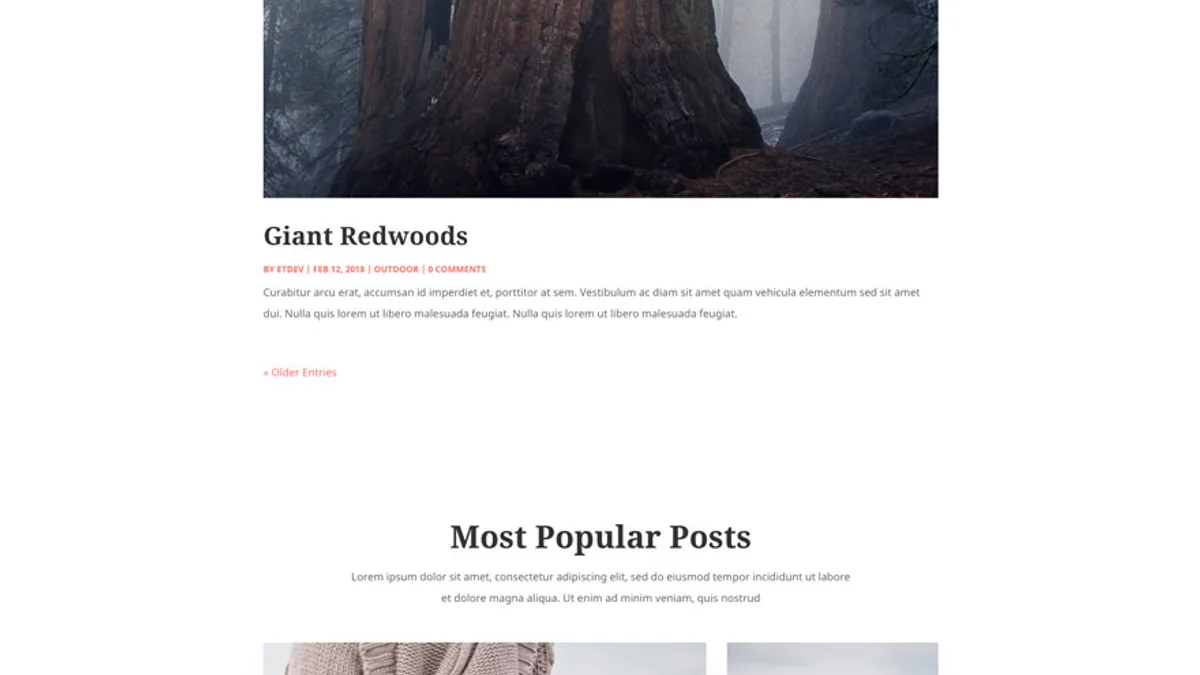 Giant Redwoods
BY ETDEV | FEB 12, 2018 | OUTDOOR | 0 COMMENTS
Curabitur arcu erat, accumsan id imperdiet et, porttitor at sem. Vestibulum ac diam sit amet quam vehicula elementum sed sit amet
dui. Nulla quis lorem ut libero malesuada feugiat. Nulla quis lorem ut libero malesuada feugiat.
« Older Entries
Most Popular Posts
Lorem ipsum dolor sit amet, consectetur adipiscing elit, sed do eiusmod tempor incididunt ut labore
et dolore magna aliqua. Ut enim ad minim veniam, quis nostrud